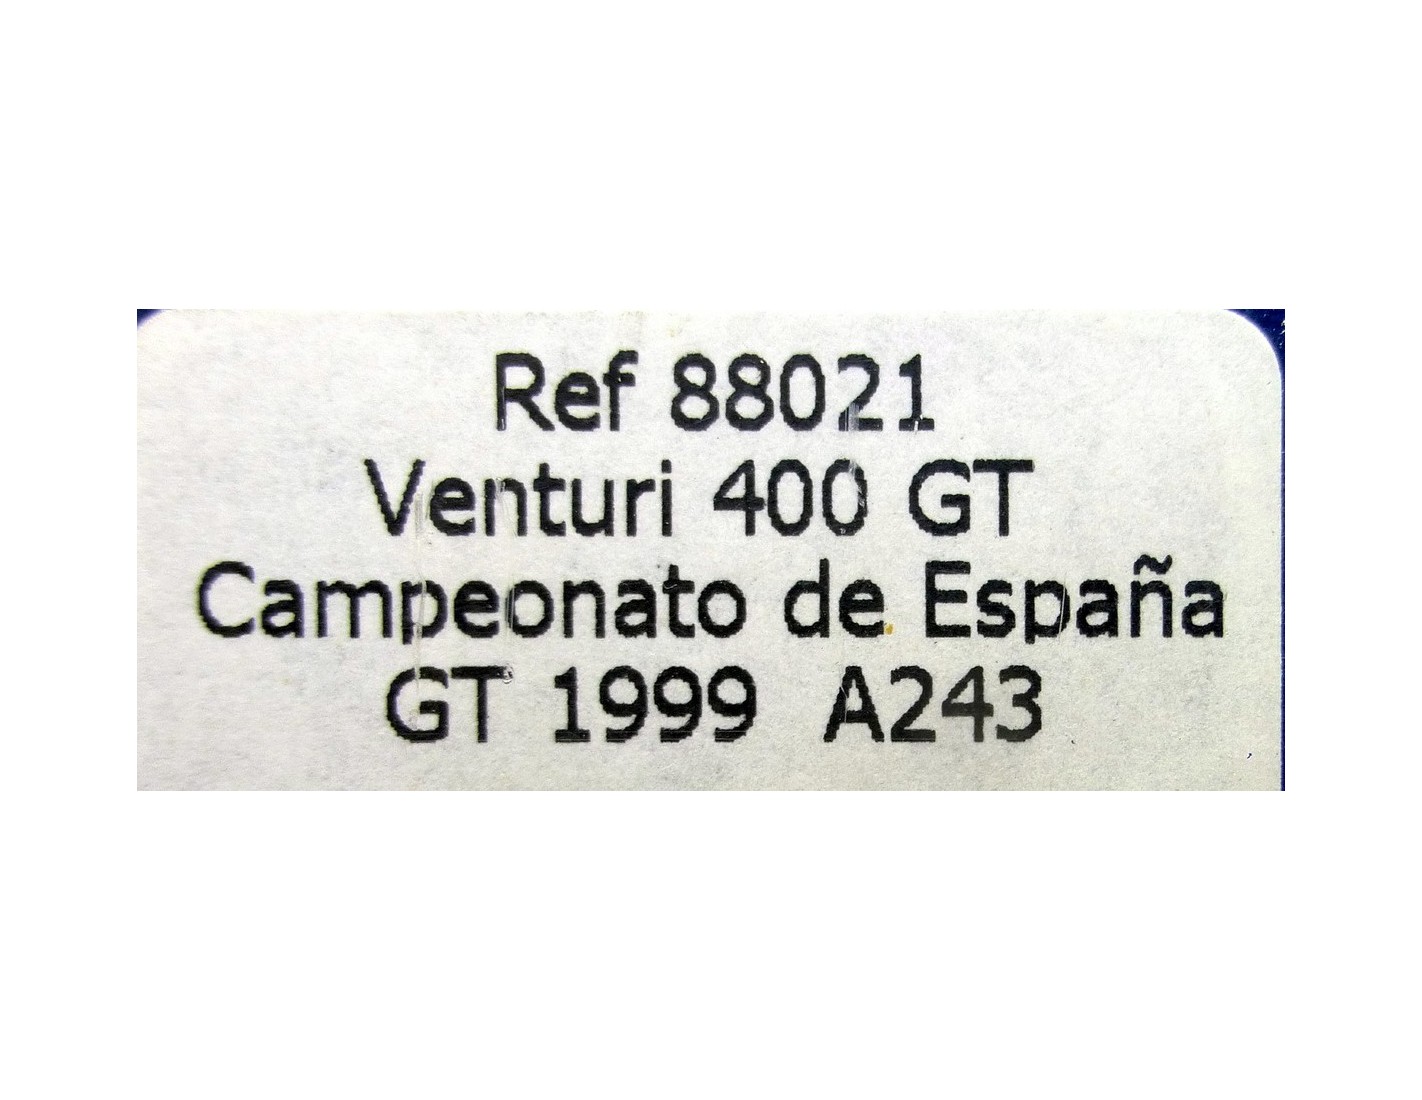 Ref 88021
Venturi 400 GT
Campeonato de España
GT 1999 A243